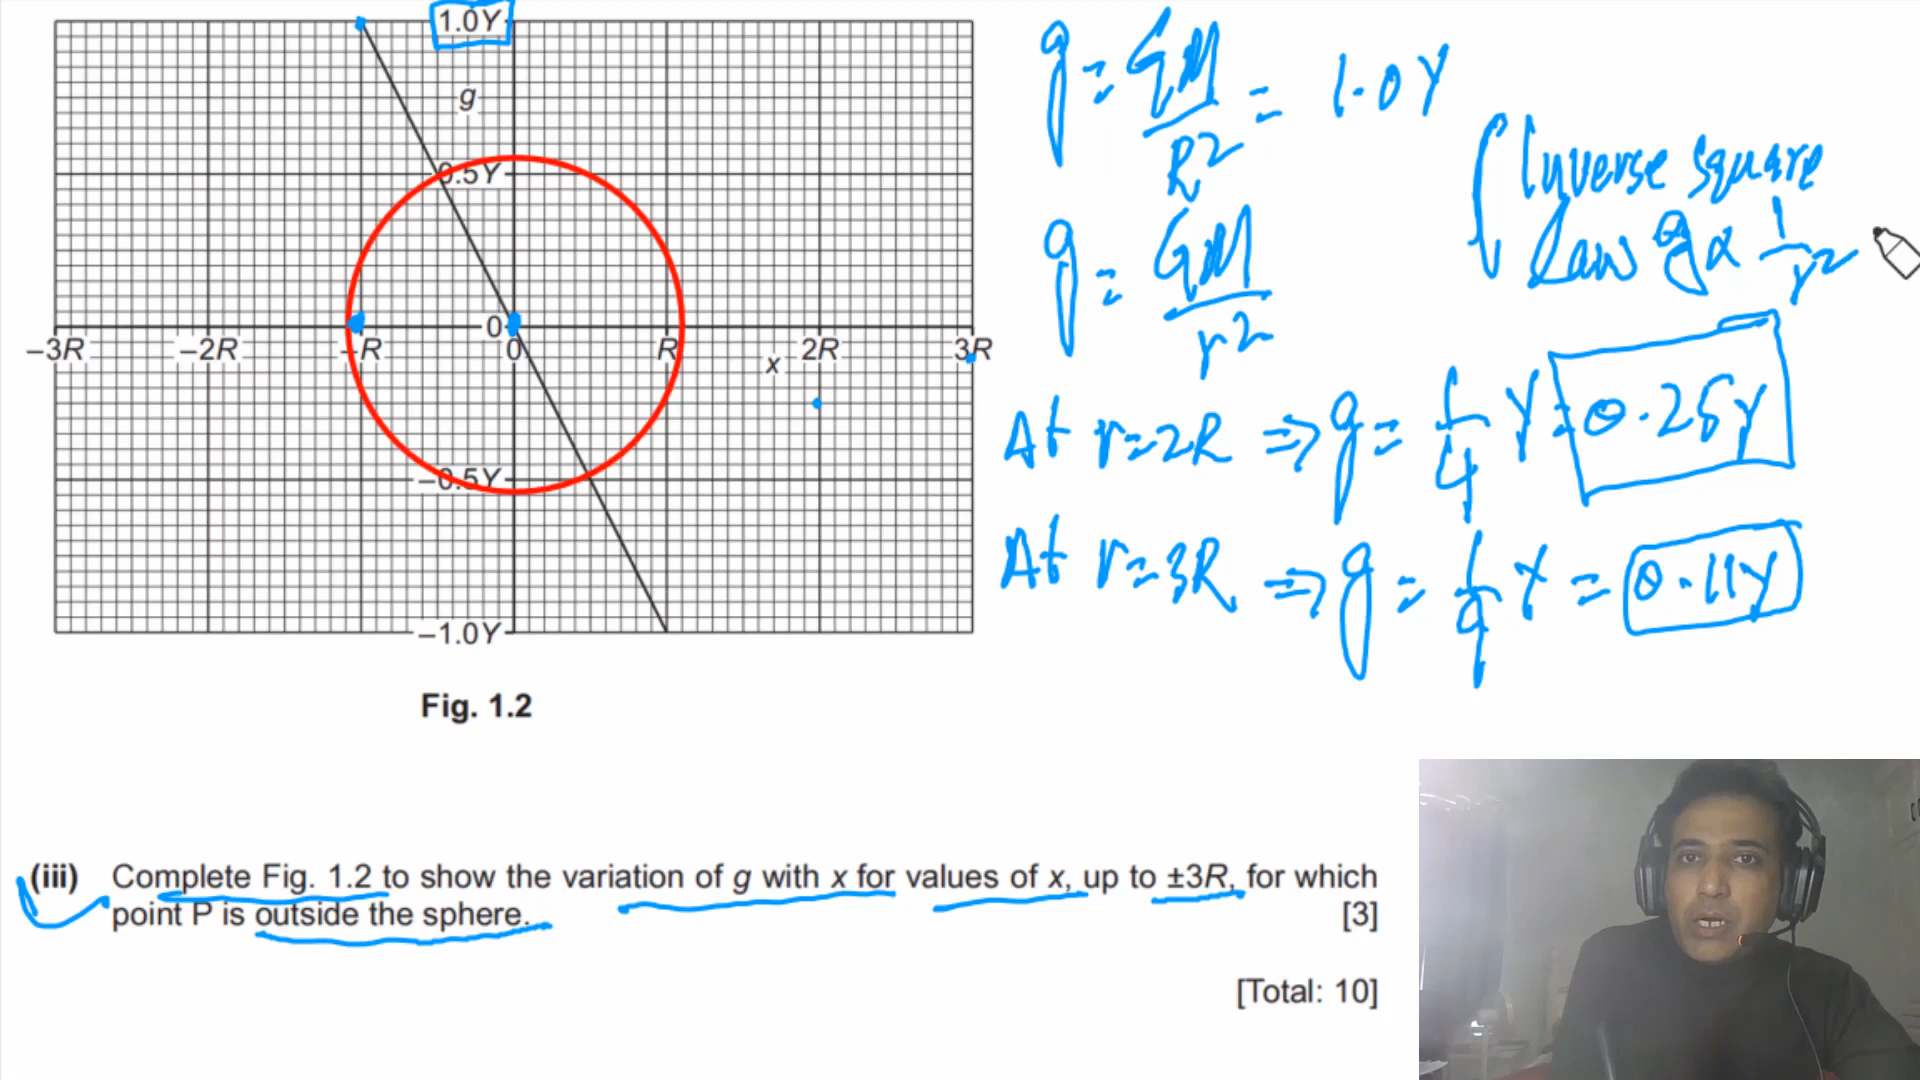 1.0Y
g
0.5Y
0
−3R −2R −R 0 R x 2R 3R
−0.5Y
−1.0Y
Fig. 1.2
g = GM/R2 = 1.0Y
Inverse square
Law g α 1/r2
g = GM/r2
At r=2R ⇒ g = 1/4 Y = 0.25Y
At r=3R ⇒ g = 1/9 Y = 0.11Y
(iii) Complete Fig. 1.2 to show the variation of g with x for values of x, up to ±3R, for which
point P is outside the sphere. [3]
[Total: 10]